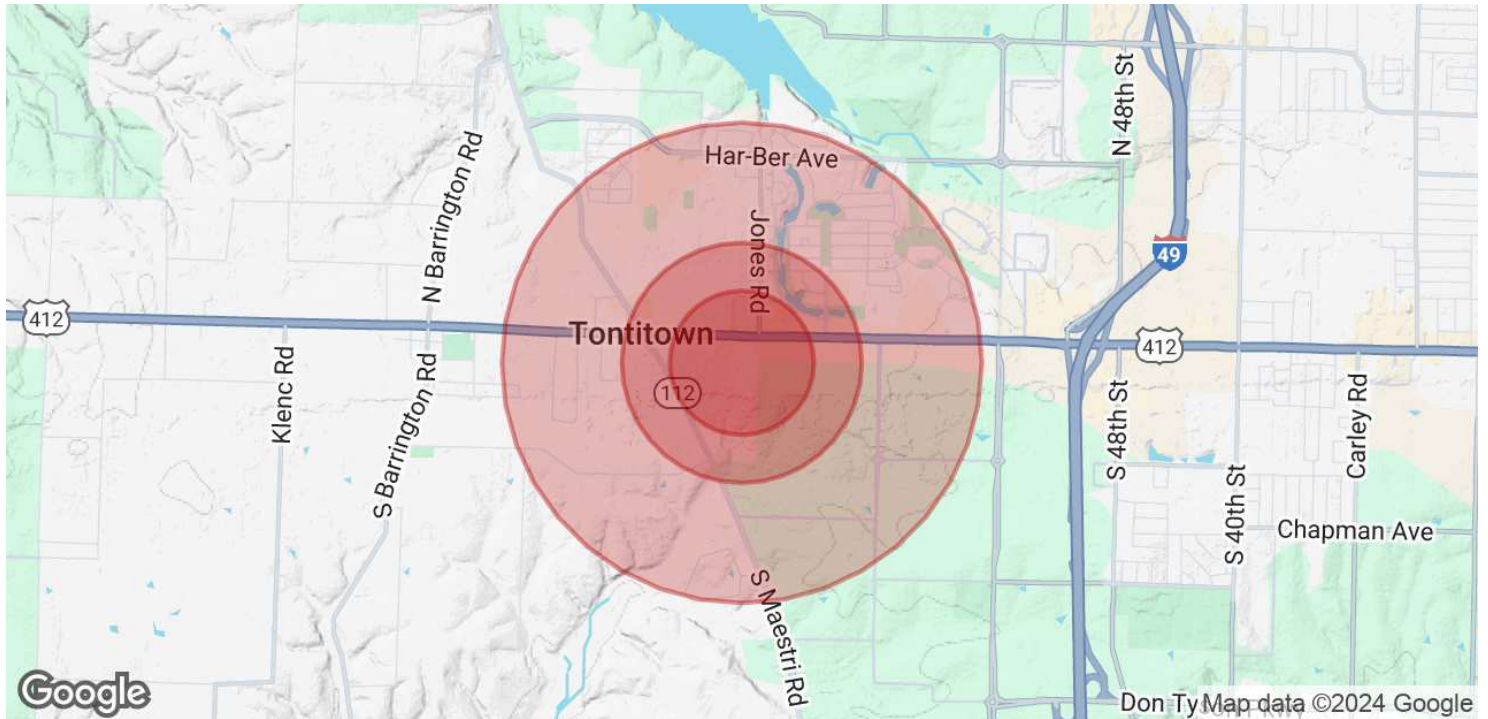 Har-Ber Ave
N 48th St
N Barrington Rd
Jones Rd
49
412
Tontitown
412
112
Klenc Rd
S Barrington Rd
S 48th St
S 40th St
Carley Rd
Chapman Ave
S Maestri Rd
Google
Don Ty
Map data ©2024 Google